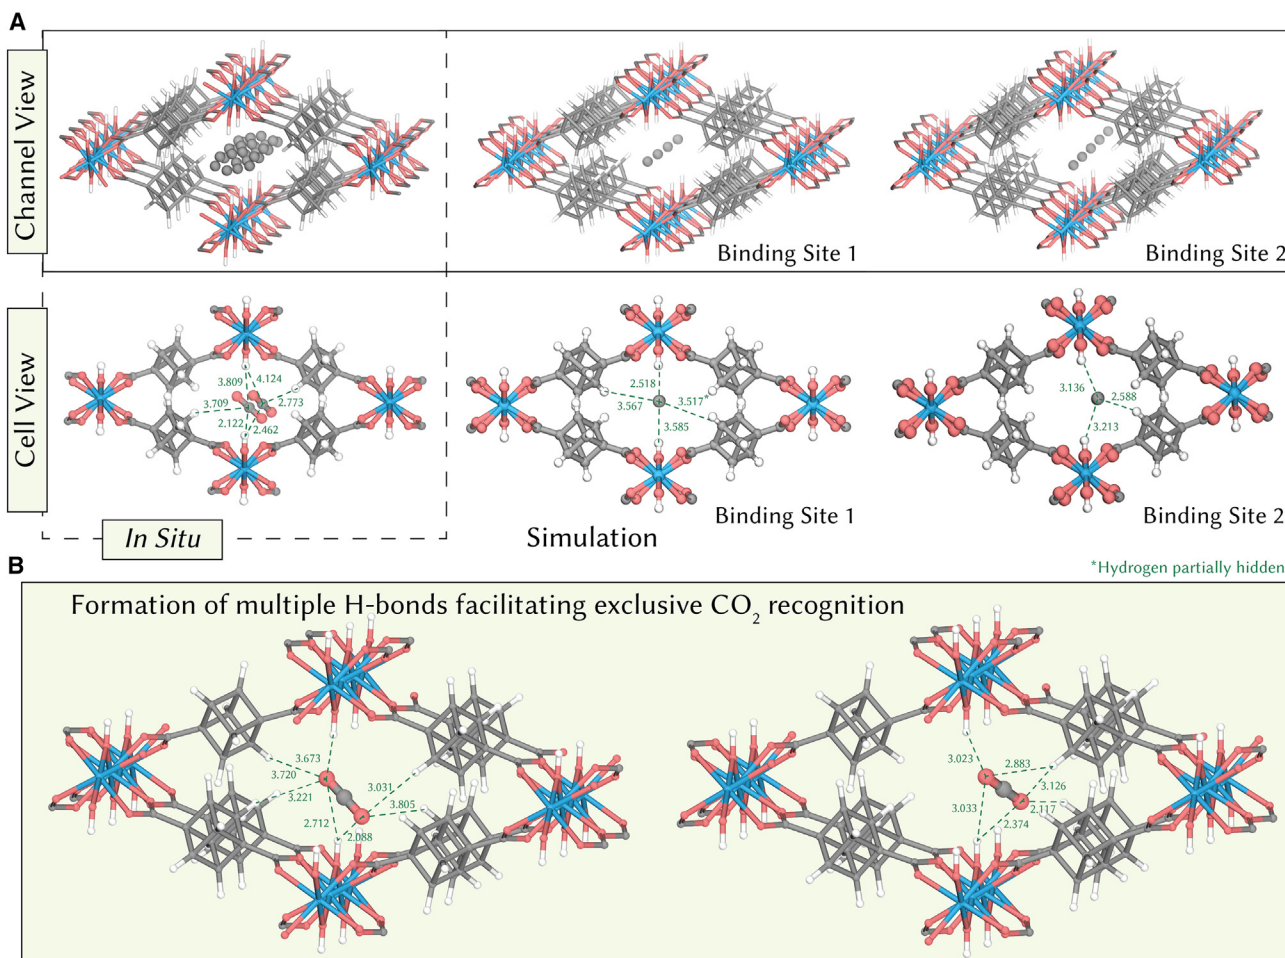 A
Channel View
Binding Site 1
Binding Site 2
Cell View
3.809
4.124
3.709
2.773
2.122
2.462
2.518
3.567
3.517*
3.585
3.136
2.588
3.213
Binding Site 1
Binding Site 2
In Situ
Simulation
B
*Hydrogen partially hidden
Formation of multiple H-bonds facilitating exclusive CO₂ recognition
3.673
3.720
3.221
3.031
3.805
2.712
2.088
3.023
2.883
3.126
3.033
2.117
2.374